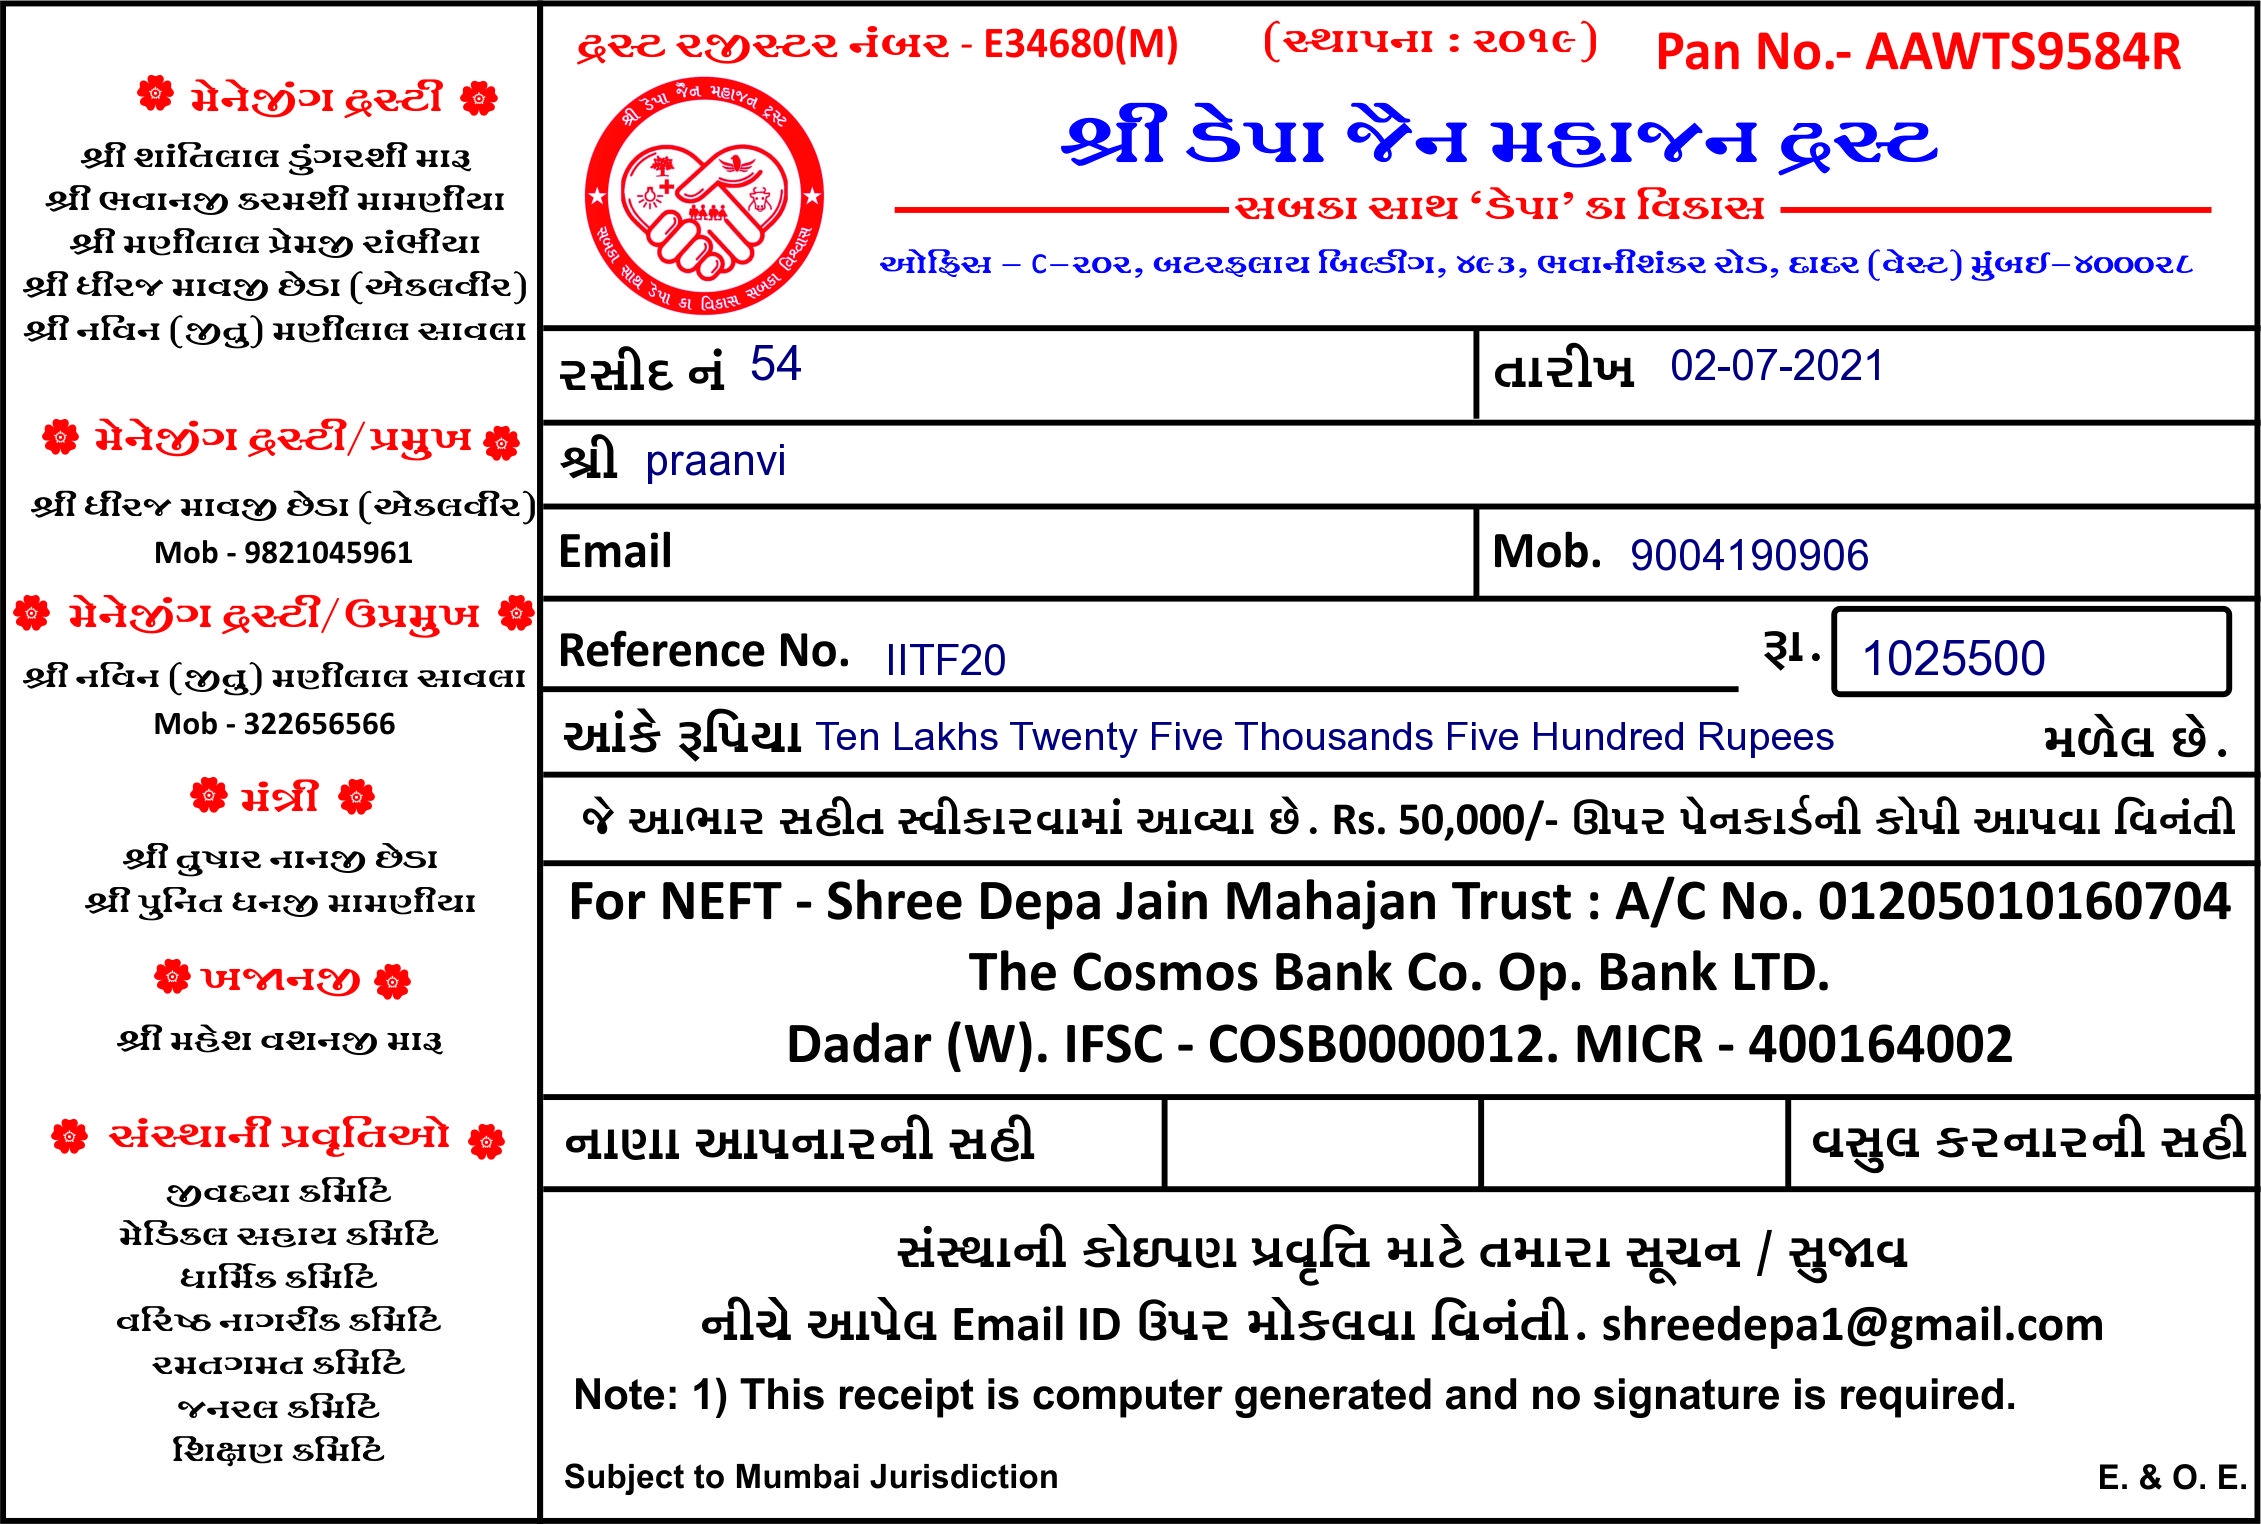 મેનેજીંગ ટ્રસ્ટી
શ્રી શાંતિલાલ ડુંગરશી મારૂ
શ્રી ભવાનજી કરમશી મામણીયા
શ્રી મણીલાલ પ્રેમજી રાંભીયા
શ્રી ધીરજ માવજી છેડા (એકલવીર)
શ્રી નવિન (જીતુ) મણીલાલ સાવલા
મેનેજીંગ ટ્રસ્ટી/પ્રમુખ
શ્રી ધીરજ માવજી છેડા (એકલવીર)
Mob - 9821045961
મેનેજીંગ ટ્રસ્ટી/ઉપ્રમુખ
શ્રી નવિન (જીતુ) મણીલાલ સાવલા
Mob - 322656566
મંત્રી
શ્રી તુષાર નાનજી છેડા
શ્રી પુનિત ધનજી મામણીયા
ખજાનજી
શ્રી મહેશ વશનજી મારૂ
સંસ્થાની પ્રવૃતિઓ
જીવદયા કમિટિ
મેડિકલ સહાય કમિટિ
ધાર્મિક કમિટિ
વરિષ્ઠ નાગરીક કમિટિ
રમતગમત કમિટિ
જનરલ કમિટિ
શિક્ષણ કમિટિ
ટ્રસ્ટ રજીસ્ટર નંબર - E34680(M) (સ્થાપના : ૨૦૧૯) Pan No.- AAWTS9584R
શ્રી ડેપા જૈન મહાજન ટ્રસ્ટ
શ્રી ડેપા જૈન મહાજન ટ્રસ્ટ
સબકા સાથ ડેપા કા વિકાસ સબકા વિશ્વાસ
સબકા સાથ ‘ડેપા’ કા વિકાસ
ઓફિસ – C–૨૦૨, બટરફલાય બિલ્ડીંગ, ૪૯૩, ભવાનીશંકર રોડ, દાદર (વેસ્ટ) મુંબઈ–૪૦૦૦૨૮
રસીદ નં 54 તારીખ 02-07-2021
શ્રી praanvi
Email Mob. 9004190906
Reference No. IITF20 રૂા. 1025500
આંકે રૂપિયા Ten Lakhs Twenty Five Thousands Five Hundred Rupees મળેલ છે.
જે આભાર સહીત સ્વીકારવામાં આવ્યા છે. Rs. 50,000/- ઊપર પેનકાર્ડની કોપી આપવા વિનંતી
For NEFT - Shree Depa Jain Mahajan Trust : A/C No. 01205010160704
The Cosmos Bank Co. Op. Bank LTD.
Dadar (W). IFSC - COSB0000012. MICR - 400164002
નાણા આપનારની સહી વસુલ કરનારની સહી
સંસ્થાની કોઇપણ પ્રવૃત્તિ માટે તમારા સૂચન / સુજાવ
નીચે આપેલ Email ID ઉપર મોકલવા વિનંતી. shreedepa1@gmail.com
Note: 1) This receipt is computer generated and no signature is required.
Subject to Mumbai Jurisdiction E. & O. E.